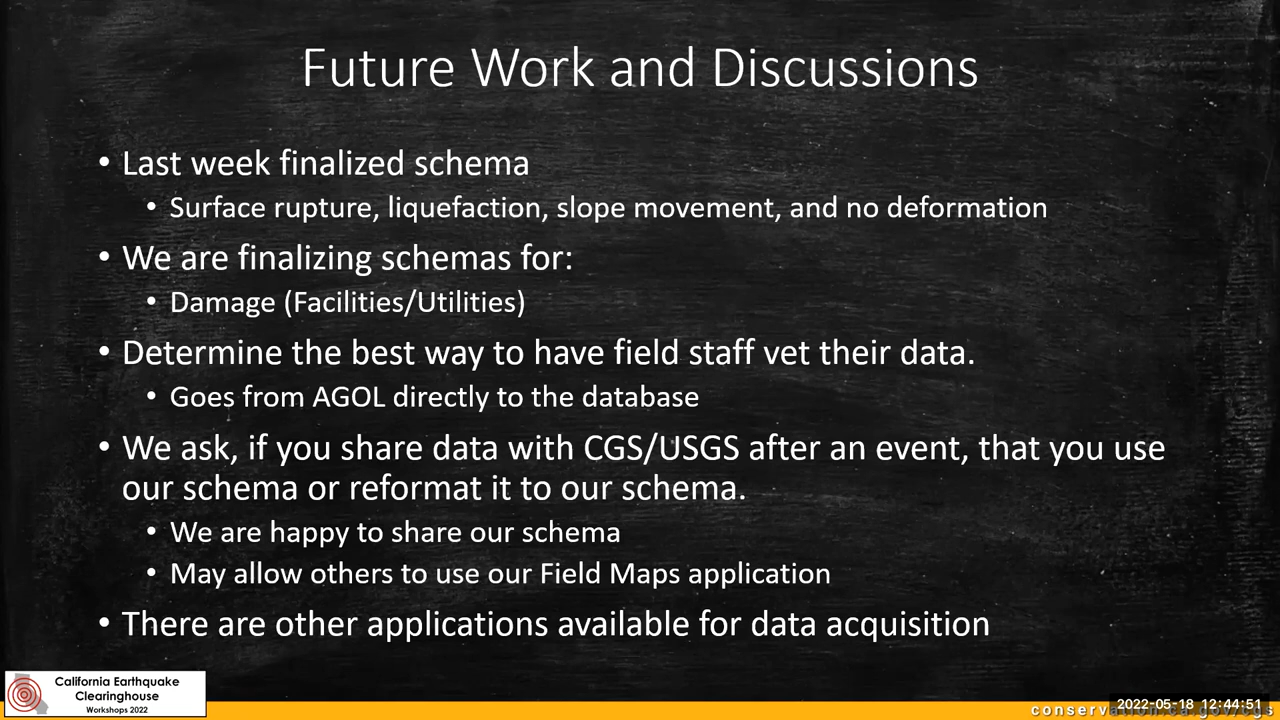 Future Work and Discussions
• Last week finalized schema
• Surface rupture, liquefaction, slope movement, and no deformation
• We are finalizing schemas for:
• Damage (Facilities/Utilities)
• Determine the best way to have field staff vet their data.
• Goes from AGOL directly to the database
• We ask, if you share data with CGS/USGS after an event, that you use
our schema or reformat it to our schema.
• We are happy to share our schema
• May allow others to use our Field Maps application
• There are other applications available for data acquisition
California Earthquake
Clearinghouse
Workshops 2022
2022-05-18 12:44:51
conservation.ca.gov/cgs